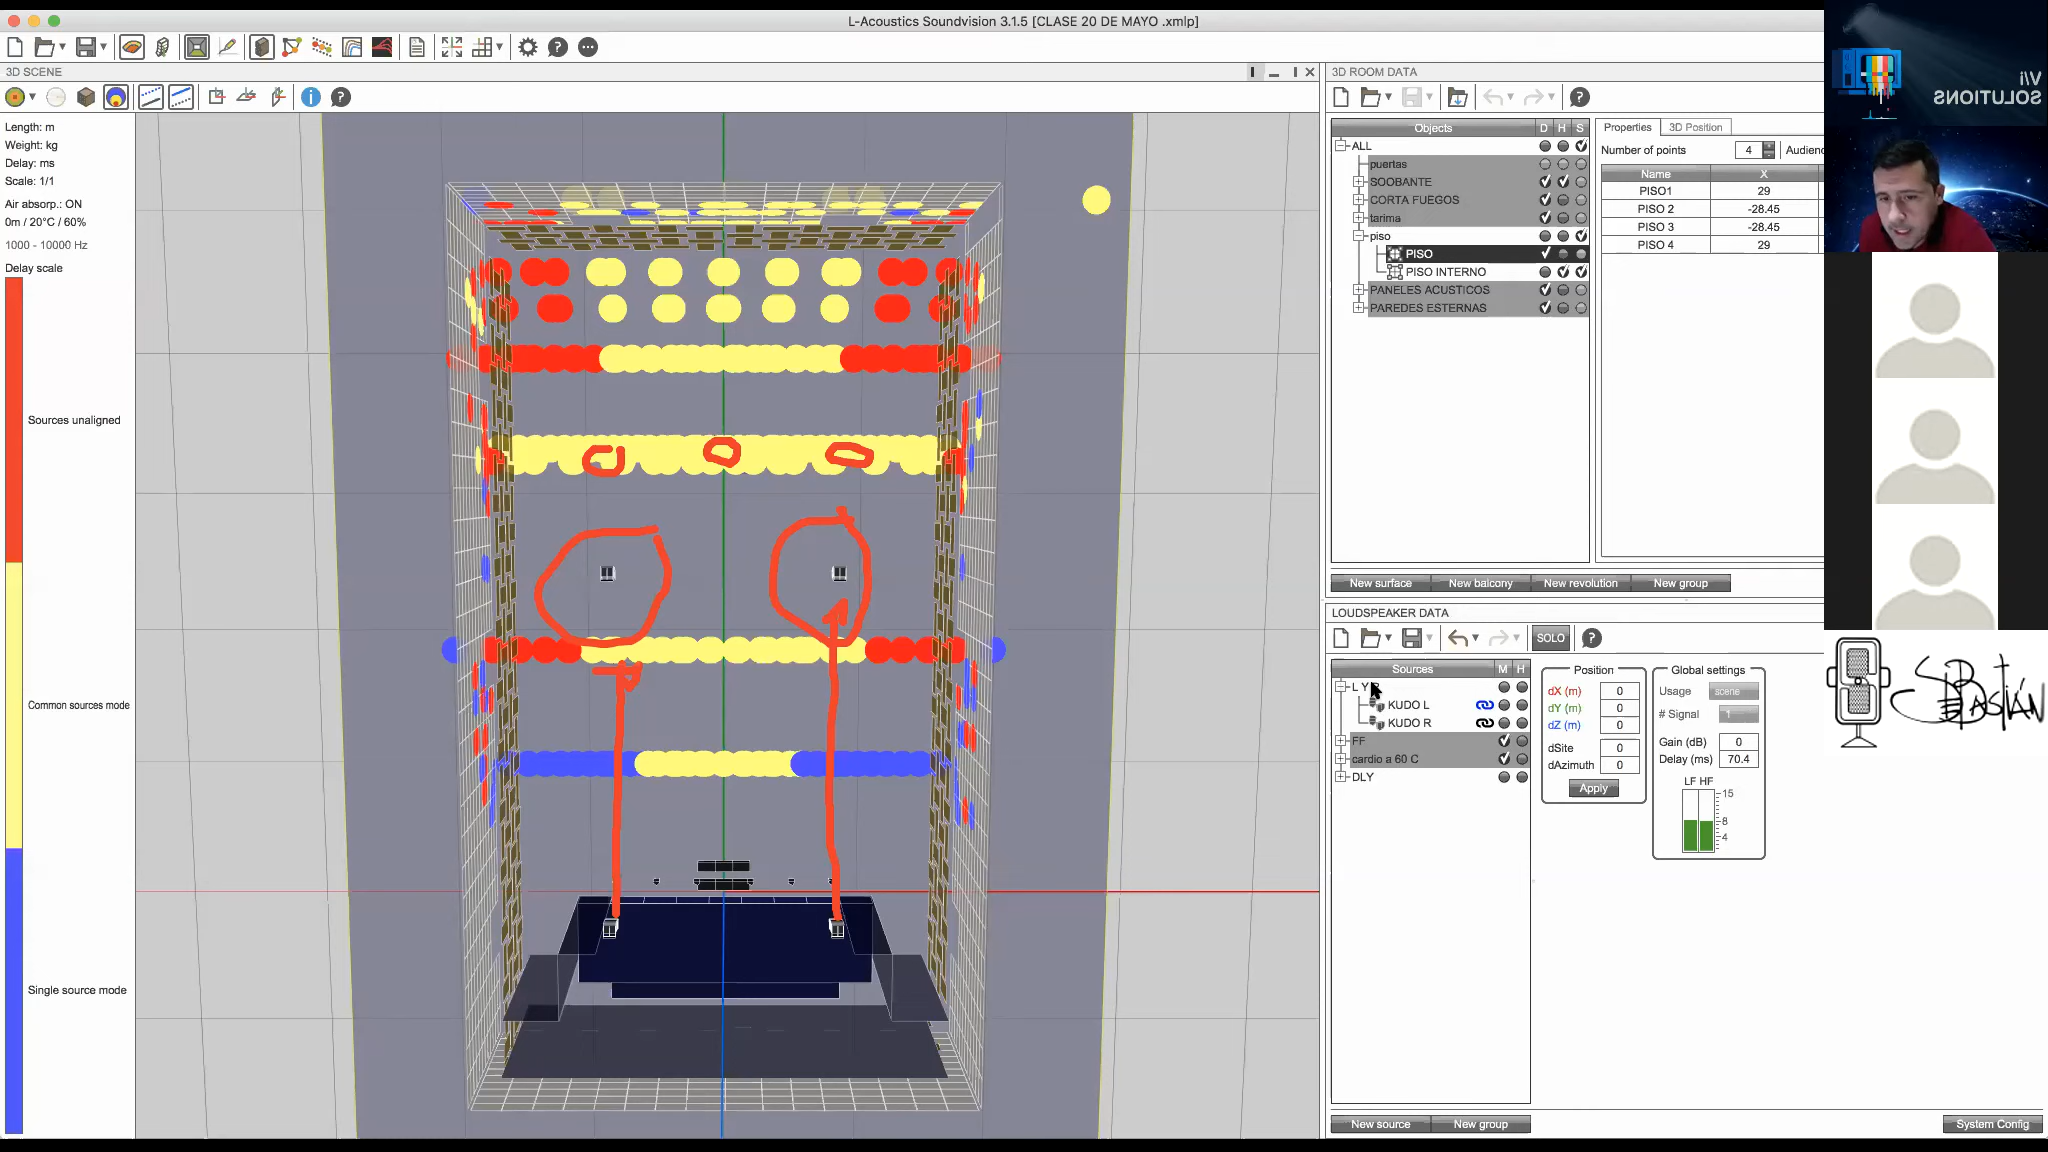 L-Acoustics Soundvision 3.1.5 [CLASE 20 DE MAYO .xmlp]
3D SCENE
Length: m
Weight: kg
Delay: ms
Scale: 1/1
Air absorp.: ON
0m / 20°C / 60%
1000 - 10000 Hz
Delay scale
Sources unaligned
Common sources mode
Single source mode
3D ROOM DATA
Objects D H S
ALL
puertas
SOOBANTE
CORTA FUEGOS
tarima
piso
PISO
PISO INTERNO
PANELES ACUSTICOS
PAREDES ESTERNAS
Properties 3D Position
Number of points 4 Audien
Name X
PISO1 29
PISO 2 -28.45
PISO 3 -28.45
PISO 4 29
New surface New balcony New revolution New group
LOUDSPEAKER DATA
SOLO
Sources M H
L Y
KUDO L
KUDO R
FF
cardio a 60 C
DLY
Position
dX (m) 0
dY (m) 0
dZ (m) 0
dSite 0
dAzimuth 0
Apply
Global settings
Usage scene
# Signal 1
Gain (dB) 0
Delay (ms) 70.4
LF HF
15
8
4
New source New group
System Config
Vi
SOLUTIONS
SBASTIÁN